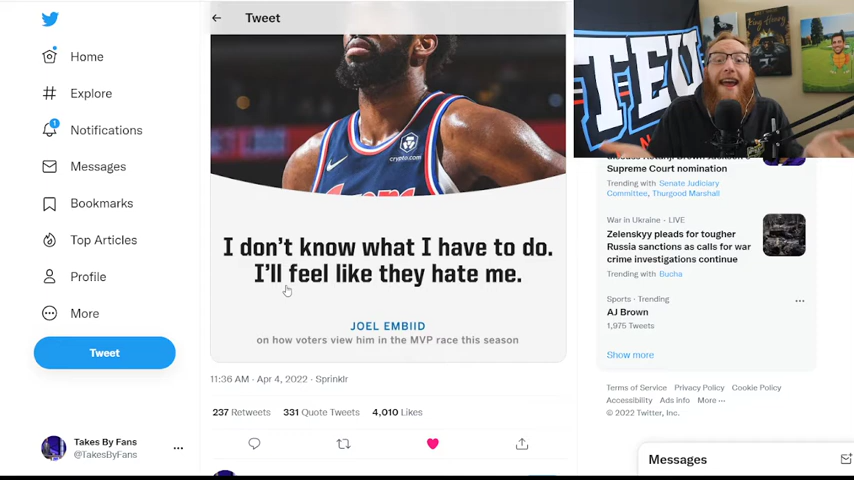 Tweet
Home
Explore
1
Notifications
Messages
Bookmarks
Top Articles
Profile
More
Tweet
Takes By Fans
@TakesByFans
crypto.com
I don't know what I have to do.
I'll feel like they hate me.
JOEL EMBIID
on how voters view him in the MVP race this season
11:36 AM · Apr 4, 2022 · Sprinklr
237 Retweets 331 Quote Tweets 4,010 Likes
TEU
Supreme Court nomination
Trending with Senate Judiciary
Committee, Thurgood Marshall
War in Ukraine · LIVE
Zelenskyy pleads for tougher
Russia sanctions as calls for war
crime investigations continue
Trending with Bucha
Sports · Trending
AJ Brown
1,975 Tweets
Show more
Terms of Service Privacy Policy Cookie Policy
Accessibility Ads info More
© 2022 Twitter, Inc.
Messages